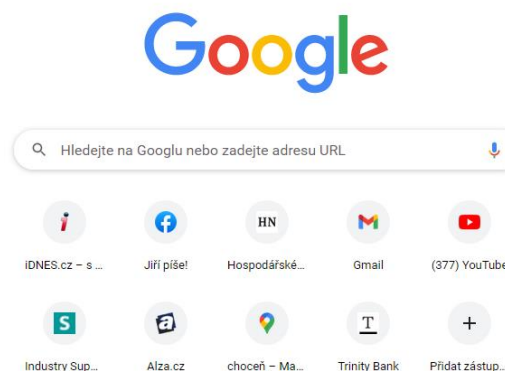 Google
Hledejte na Googlu nebo zadejte adresu URL
HN
iDNES.cz – s ...
Jiří píše!
Hospodářské...
Gmail
(377) YouTube
S
a
T
Industry Sup...
Alza.cz
choceň – Ma...
Trinity Bank
Přidat zástup...